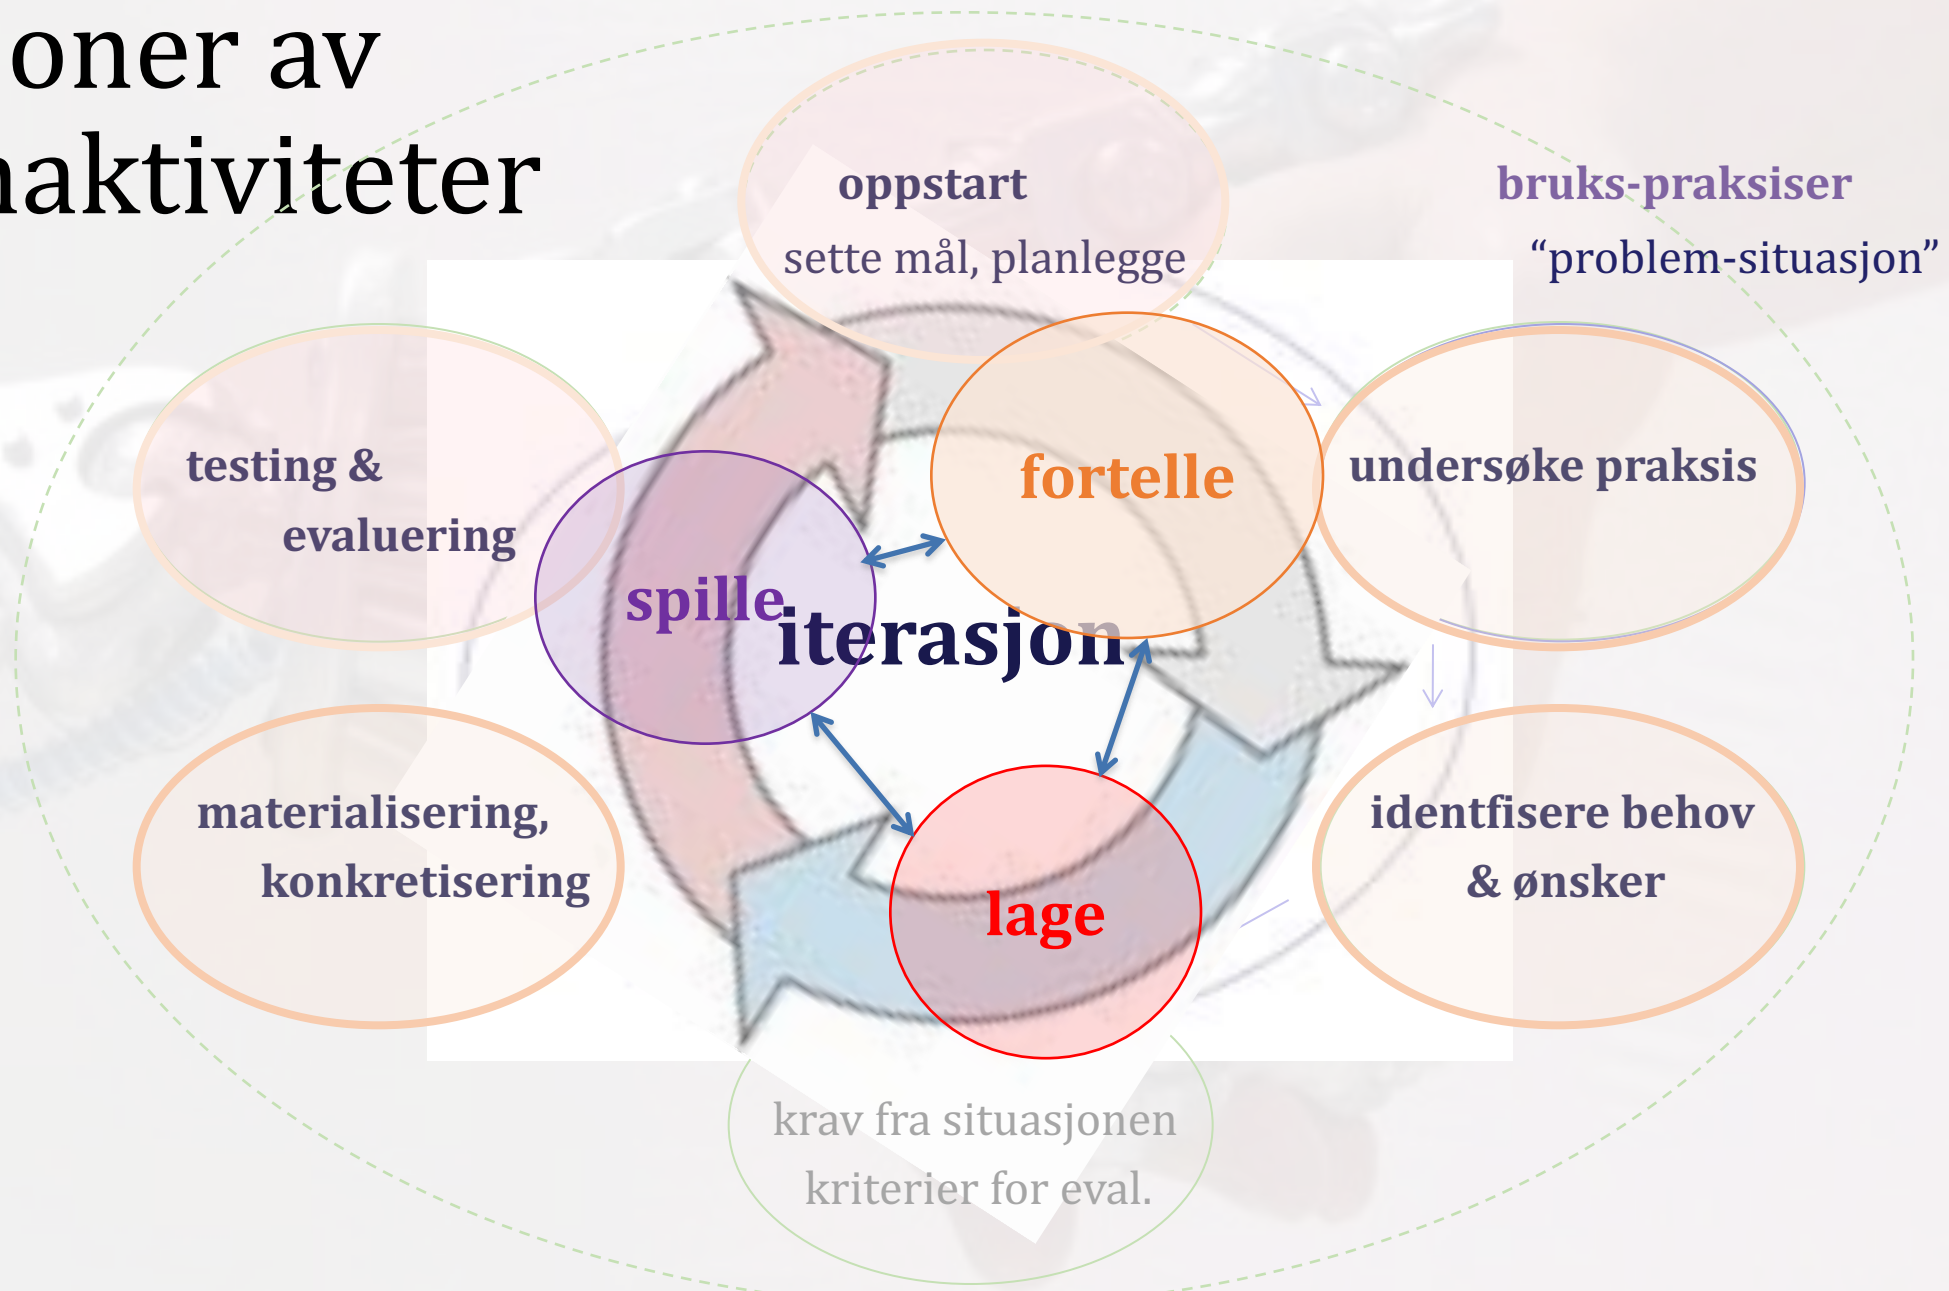 oner av
naktiviteter
oppstart
sette mål, planlegge
bruks-praksiser
“problem-situasjon”
testing &
evaluering
fortelle
undersøke praksis
spille
iterasjon
materialisering,
konkretisering
identfisere behov
& ønsker
lage
krav fra situasjonen
kriterier for eval.